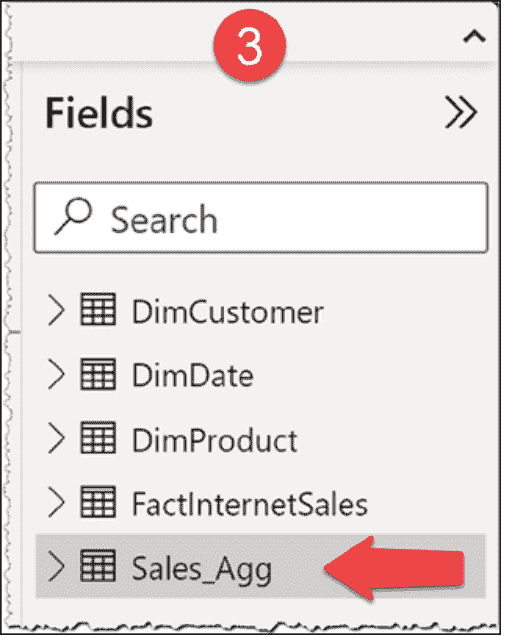 3
Fields
Search
DimCustomer
DimDate
DimProduct
FactInternetSales
Sales_Agg